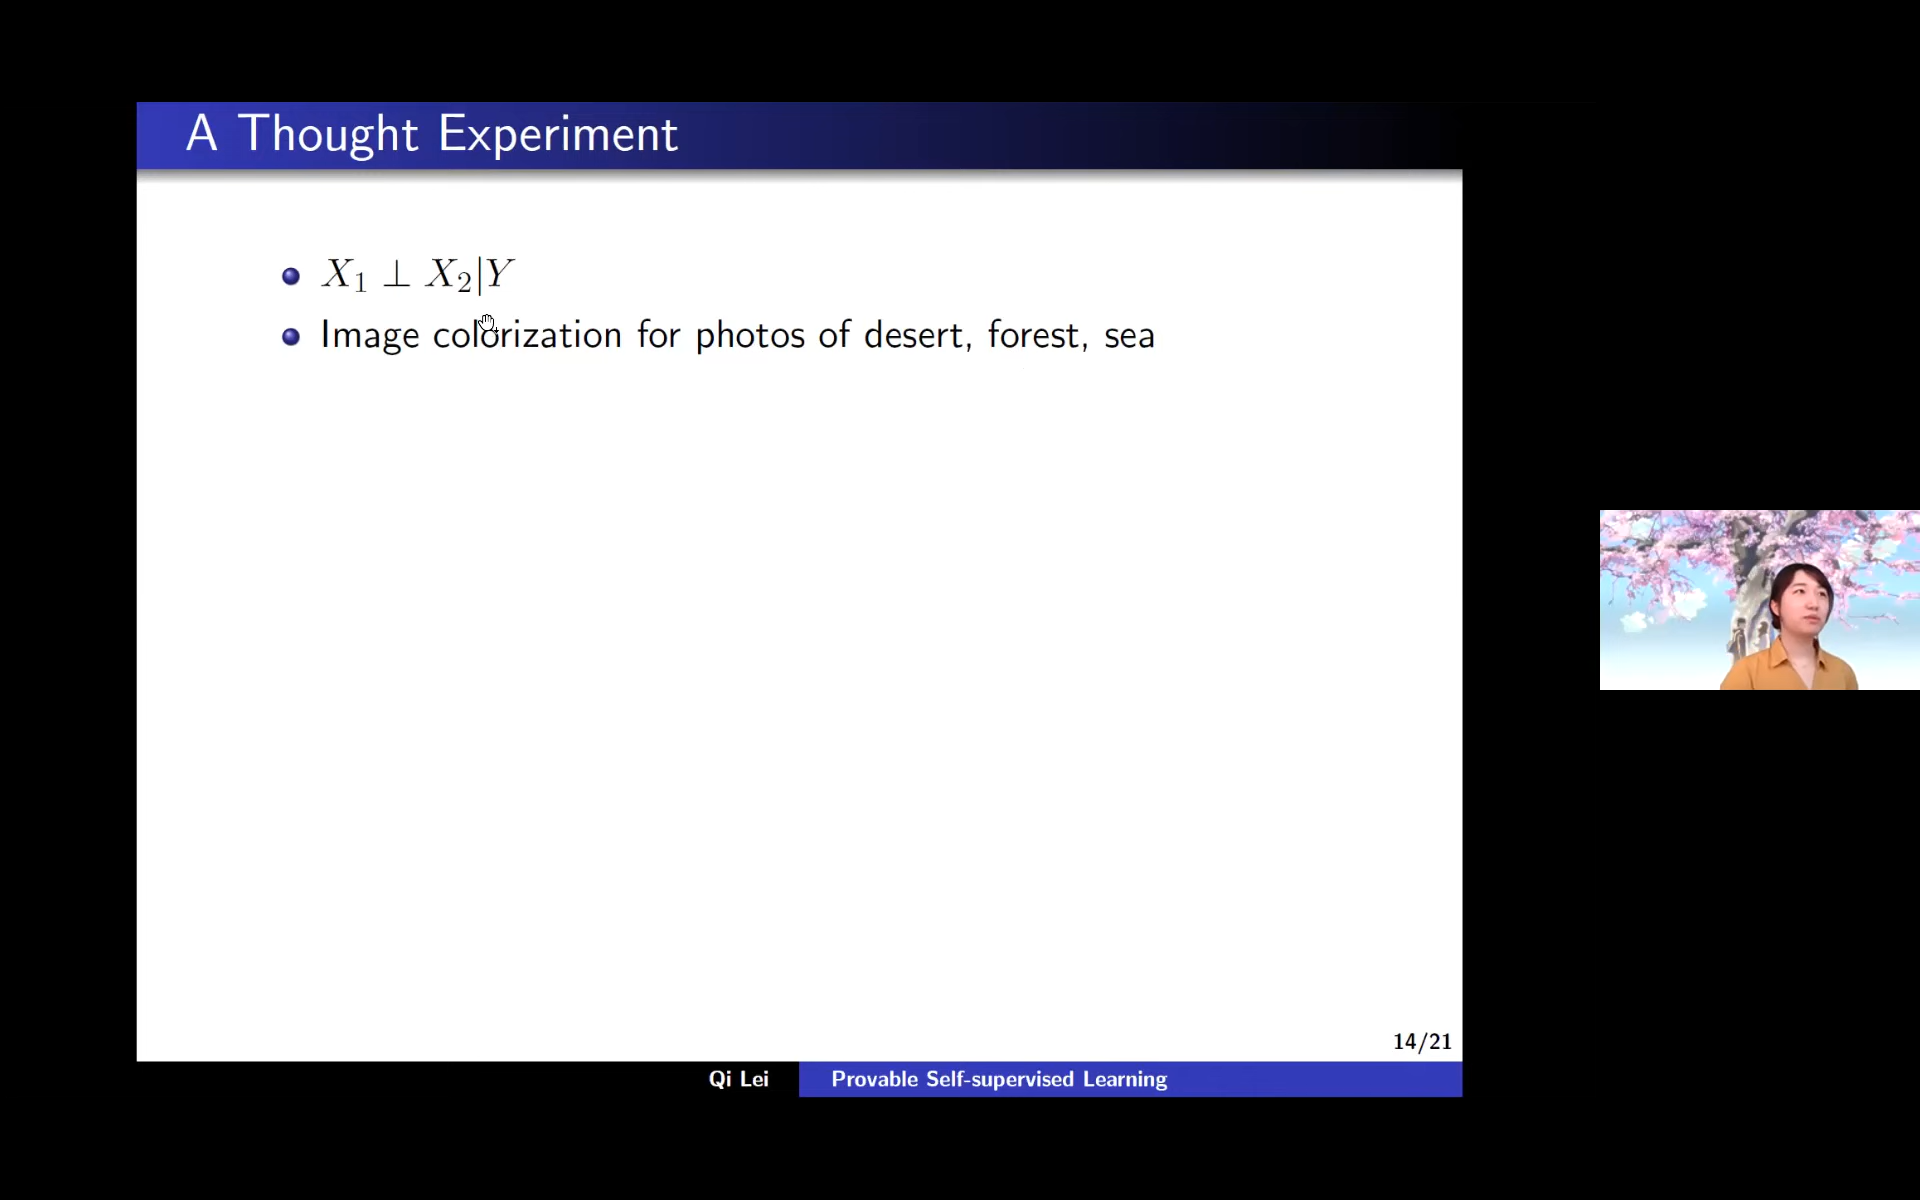 A Thought Experiment
X₁ ⊥ X₂|Y
Image colorization for photos of desert, forest, sea
14/21
Qi Lei
Provable Self-supervised Learning